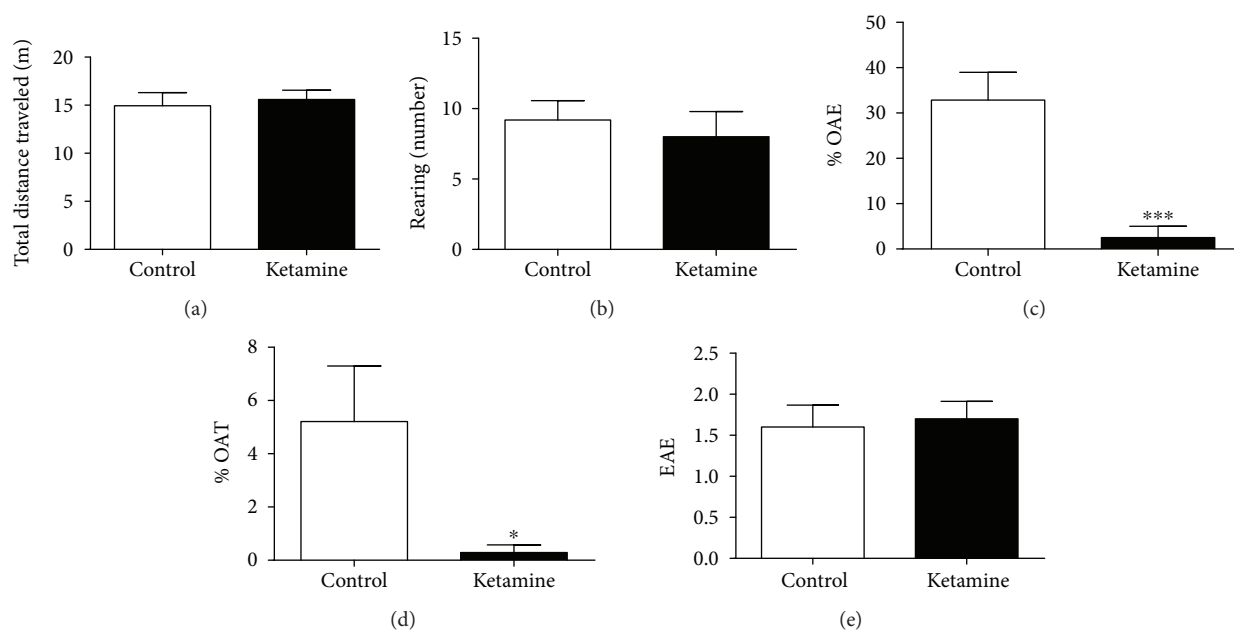 Total distance traveled (m)
20
15
10
5
0
Control Ketamine
(a)
Rearing (number)
15
10
5
0
Control Ketamine
(b)
% OAE
50
40
30
20
10
0
***
Control Ketamine
(c)
% OAT
8
6
4
2
0
*
Control Ketamine
(d)
EAE
2.5
2.0
1.5
1.0
0.5
0.0
Control Ketamine
(e)